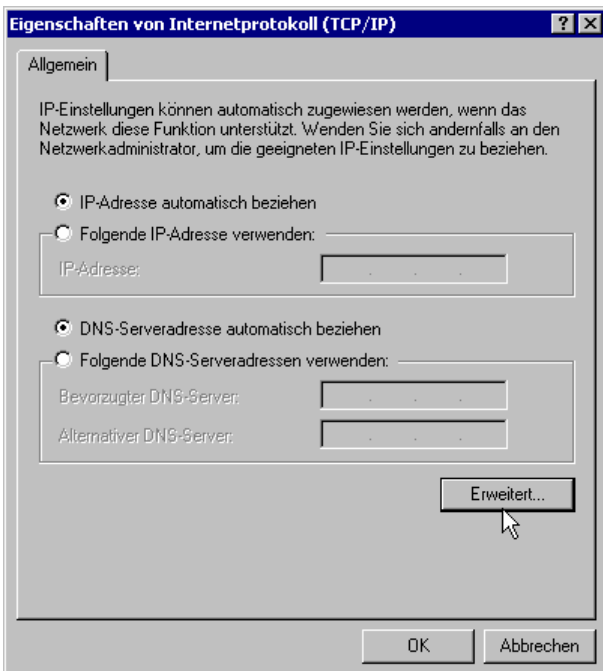 Eigenschaften von Internetprotokoll (TCP/IP)
Allgemein
IP-Einstellungen können automatisch zugewiesen werden, wenn das
Netzwerk diese Funktion unterstützt. Wenden Sie sich andernfalls an den
Netzwerkadministrator, um die geeigneten IP-Einstellungen zu beziehen.
IP-Adresse automatisch beziehen
Folgende IP-Adresse verwenden:
IP-Adresse:
DNS-Serveradresse automatisch beziehen
Folgende DNS-Serveradressen verwenden:
Bevorzugter DNS-Server:
Alternativer DNS-Server:
Erweitert...
OK Abbrechen